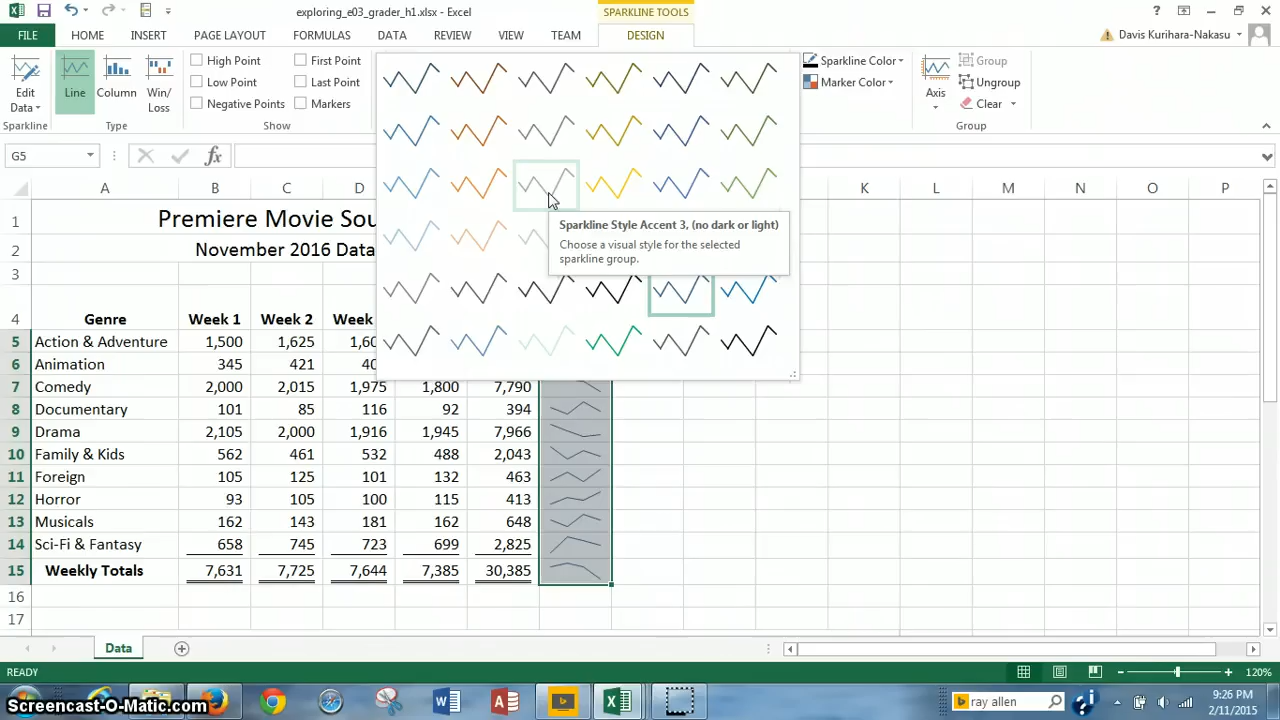 exploring_e03_grader_h1.xlsx - Excel
SPARKLINE TOOLS
?
FILE HOME INSERT PAGE LAYOUT FORMULAS DATA REVIEW VIEW TEAM DESIGN
Davis Kurihara-Nakasu
Edit Data
Line
Column
Win/ Loss
High Point
Low Point
Negative Points
First Point
Last Point
Markers
Sparkline Color
Marker Color
Axis
Group
Ungroup
Clear
Sparkline Type Show Group
G5
fx
A B C D K L M N O P
1 Premiere Movie Sou
2 November 2016 Data
3
4 Genre Week 1 Week 2 Week
5 Action & Adventure 1,500 1,625 1,60
6 Animation 345 421 40
7 Comedy 2,000 2,015 1,975 1,800 7,790
8 Documentary 101 85 116 92 394
9 Drama 2,105 2,000 1,916 1,945 7,966
10 Family & Kids 562 461 532 488 2,043
11 Foreign 105 125 101 132 463
12 Horror 93 105 100 115 413
13 Musicals 162 143 181 162 648
14 Sci-Fi & Fantasy 658 745 723 699 2,825
15 Weekly Totals 7,631 7,725 7,644 7,385 30,385
16
17
Sparkline Style Accent 3, (no dark or light)
Choose a visual style for the selected
sparkline group.
Data
READY
120%
Screencast-O-Matic.com
ray allen
9:26 PM
2/11/2015